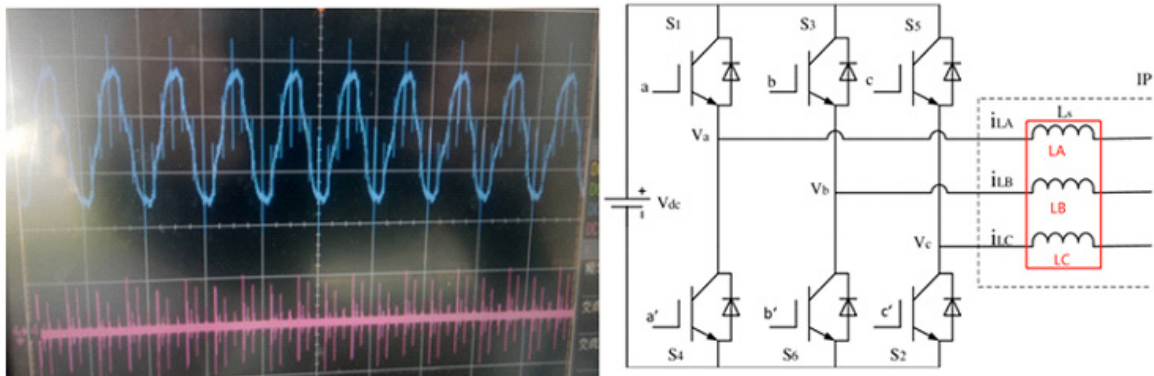 S1
S3
S5
a
b
c
IP
iLA
Ls
LA
Va
iLB
LB
Vb
+
Vdc
-
iLC
LC
Vc
a'
b'
c'
S4
S6
S2